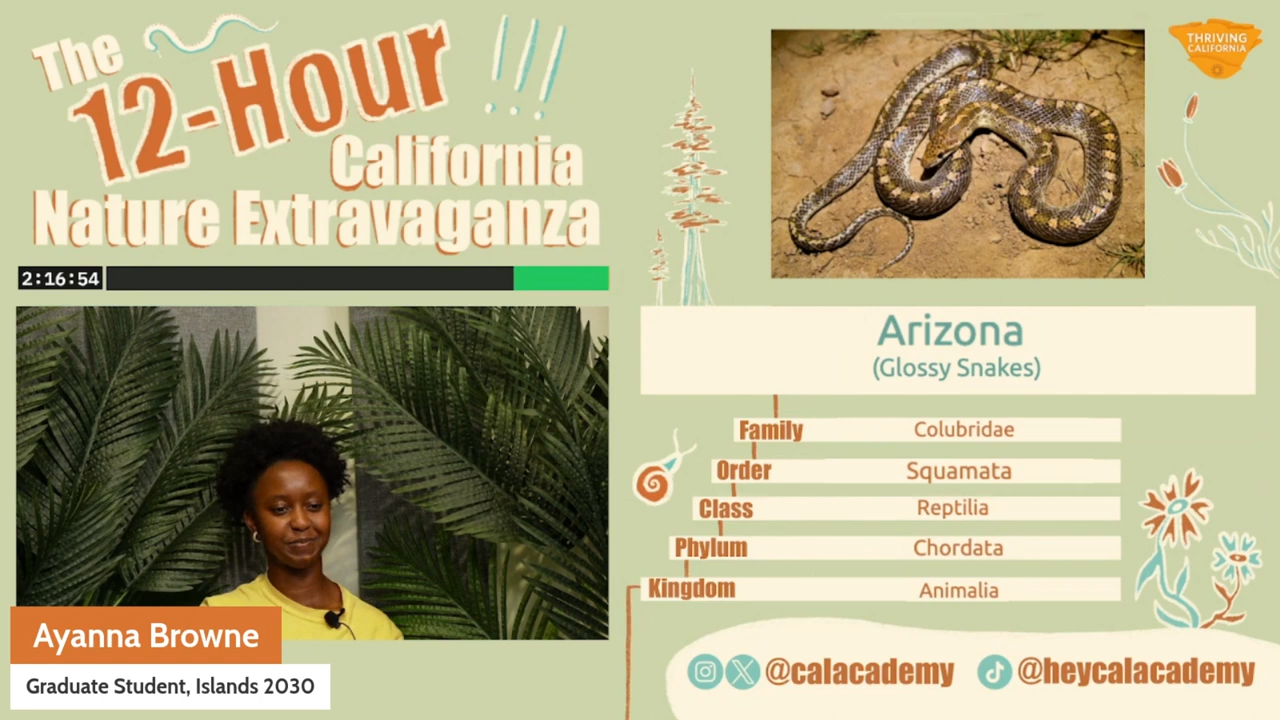 The
12-Hour
!!!
California
Nature Extravaganza
2:16:54
THRIVING
CALIFORNIA
Arizona
(Glossy Snakes)
Family Colubridae
Order Squamata
Class Reptilia
Phylum Chordata
Kingdom Animalia
Ayanna Browne
Graduate Student, Islands 2030
@calacademy @heycalacademy